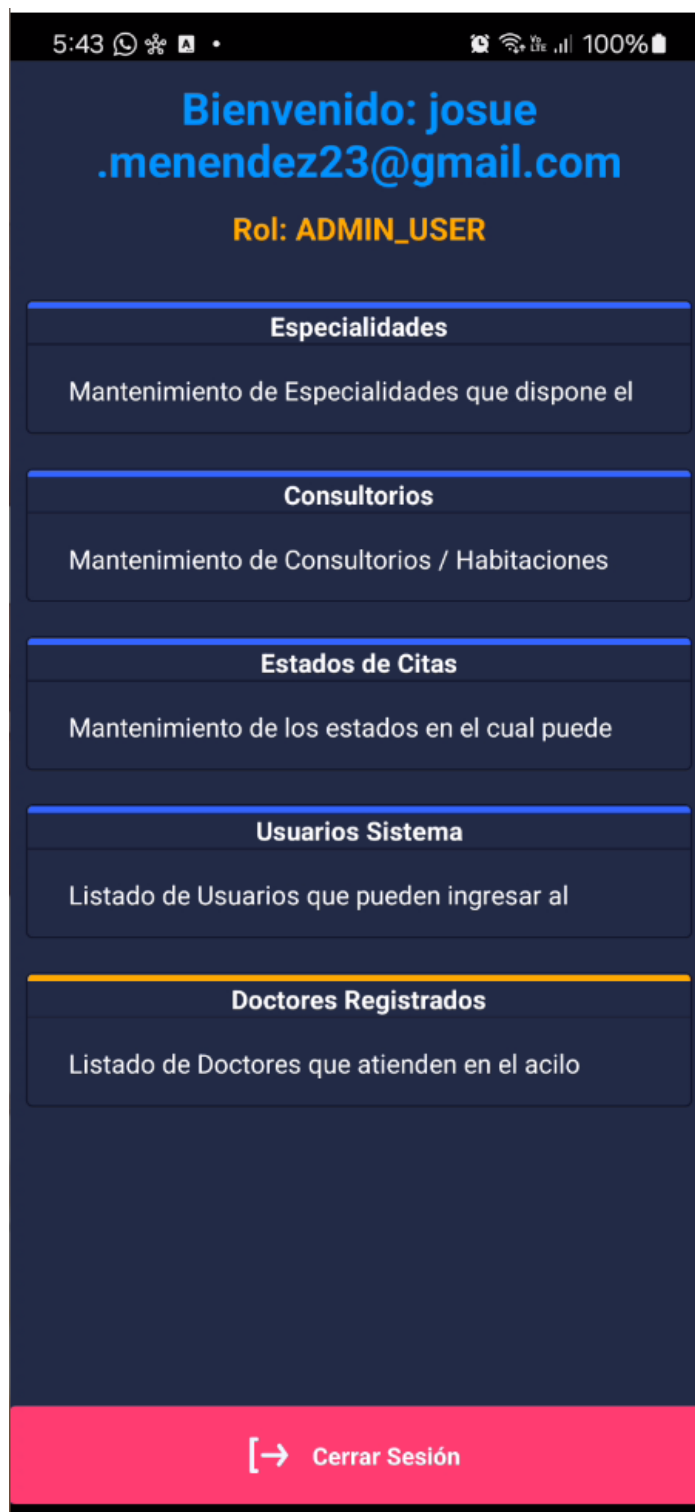 5:43
100%
Bienvenido: josue
.menendez23@gmail.com
Rol: ADMIN_USER
Especialidades
Mantenimiento de Especialidades que dispone el
Consultorios
Mantenimiento de Consultorios / Habitaciones
Estados de Citas
Mantenimiento de los estados en el cual puede
Usuarios Sistema
Listado de Usuarios que pueden ingresar al
Doctores Registrados
Listado de Doctores que atienden en el acilo
Cerrar Sesión